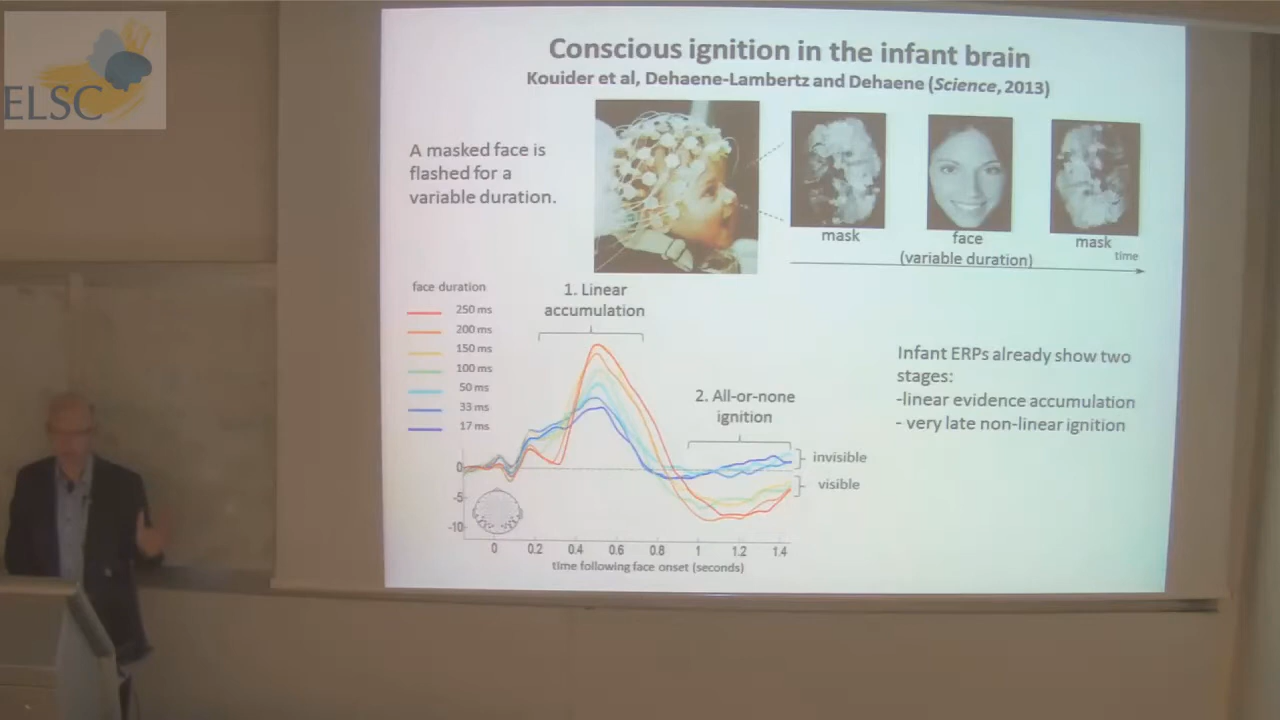 ELSC
Conscious ignition in the infant brain
Kouider et al, Dehaene-Lambertz and Dehaene (Science, 2013)
A masked face is
flashed for a
variable duration.
mask
face
(variable duration)
mask
time
face duration
250 ms
200 ms
150 ms
100 ms
50 ms
33 ms
17 ms
1. Linear
accumulation
2. All-or-none
ignition
invisible
visible
0
-5
-10
0 0.2 0.4 0.6 0.8 1 1.2 1.4
time following face onset (seconds)
Infant ERPs already show two
stages:
-linear evidence accumulation
- very late non-linear ignition